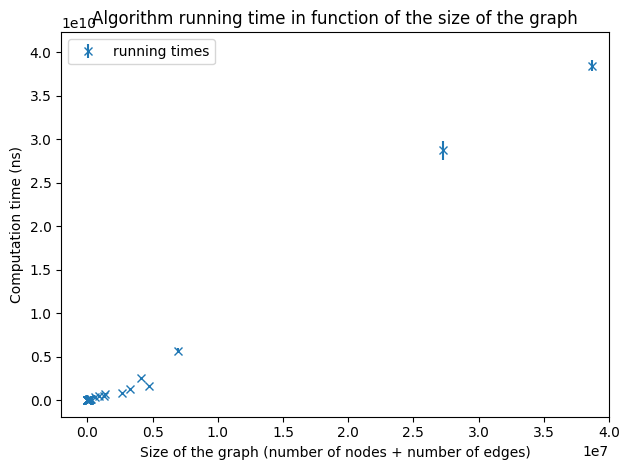 Algorithm running time in function of the size of the graph
1e10
running times
4.0
3.5
3.0
2.5
2.0
1.5
1.0
0.5
0.0
Computation time (ns)
0.0 0.5 1.0 1.5 2.0 2.5 3.0 3.5 4.0
1e7
Size of the graph (number of nodes + number of edges)